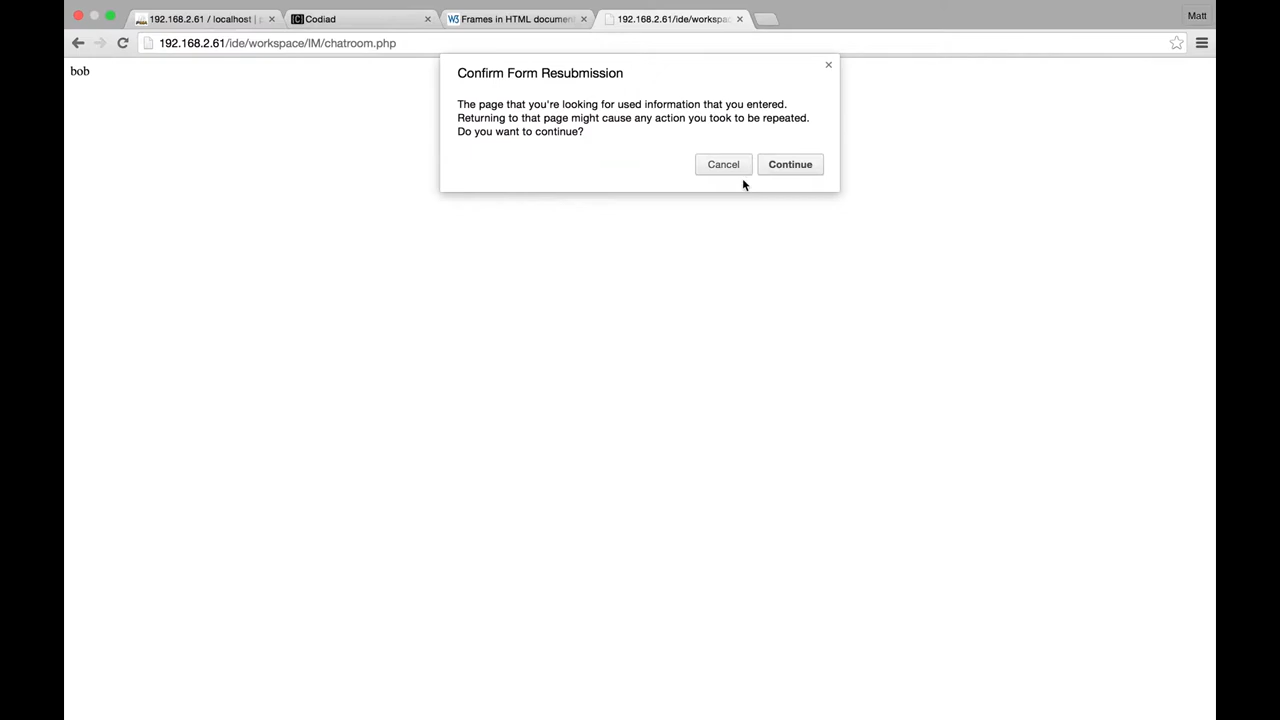 192.168.2.61 / localhost | p
Codiad
Frames in HTML documen
192.168.2.61/ide/workspa
Matt
192.168.2.61/ide/workspace/IM/chatroom.php
bob
Confirm Form Resubmission
The page that you're looking for used information that you entered.
Returning to that page might cause any action you took to be repeated.
Do you want to continue?
Cancel
Continue